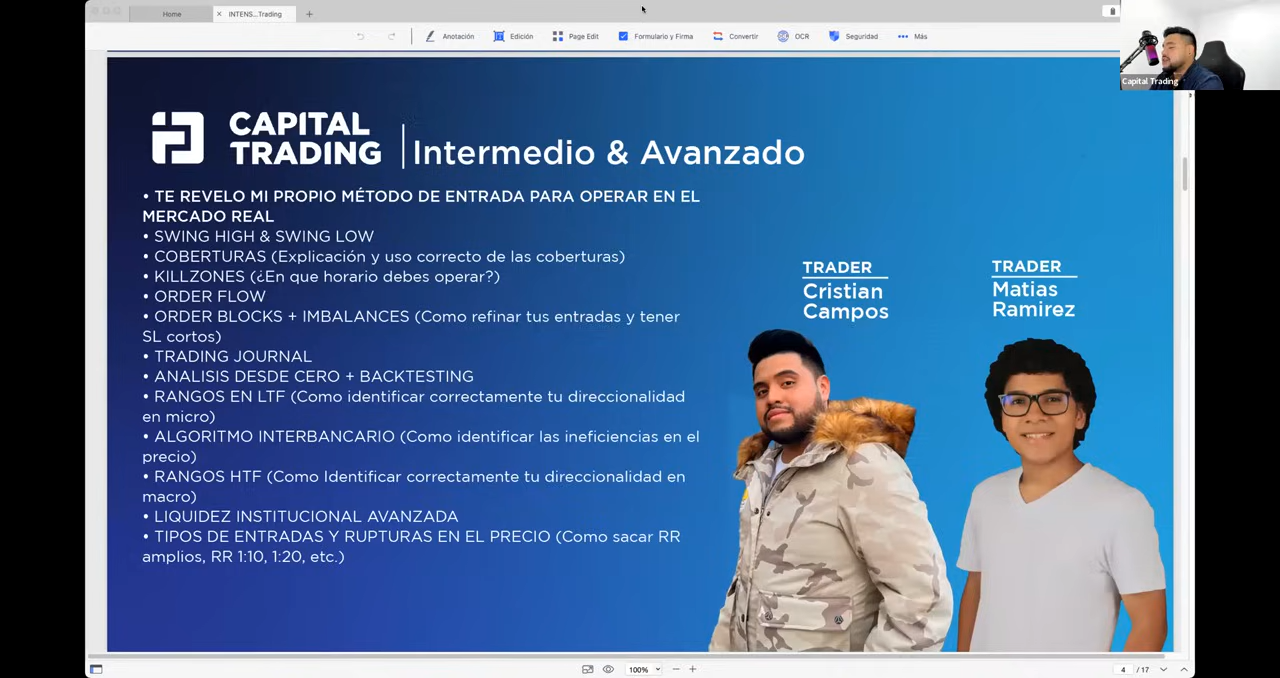 Home
INTENS...Trading
Anotación
Edición
Page Edit
Formulario y Firma
Convertir
OCR
Seguridad
Más
Capital Trading
CAPITAL
TRADING
Intermedio & Avanzado
• TE REVELO MI PROPIO MÉTODO DE ENTRADA PARA OPERAR EN EL
MERCADO REAL
• SWING HIGH & SWING LOW
• COBERTURAS (Explicación y uso correcto de las coberturas)
• KILLZONES (¿En que horario debes operar?)
• ORDER FLOW
• ORDER BLOCKS + IMBALANCES (Como refinar tus entradas y tener
SL cortos)
• TRADING JOURNAL
• ANALISIS DESDE CERO + BACKTESTING
• RANGOS EN LTF (Como identificar correctamente tu direccionalidad
en micro)
• ALGORITMO INTERBANCARIO (Como identificar las ineficiencias en el
precio)
• RANGOS HTF (Como Identificar correctamente tu direccionalidad en
macro)
• LIQUIDEZ INSTITUCIONAL AVANZADA
• TIPOS DE ENTRADAS Y RUPTURAS EN EL PRECIO (Como sacar RR
amplios, RR 1:10, 1:20, etc.)
TRADER
Cristian
Campos
TRADER
Matias
Ramirez
100%
4 / 17